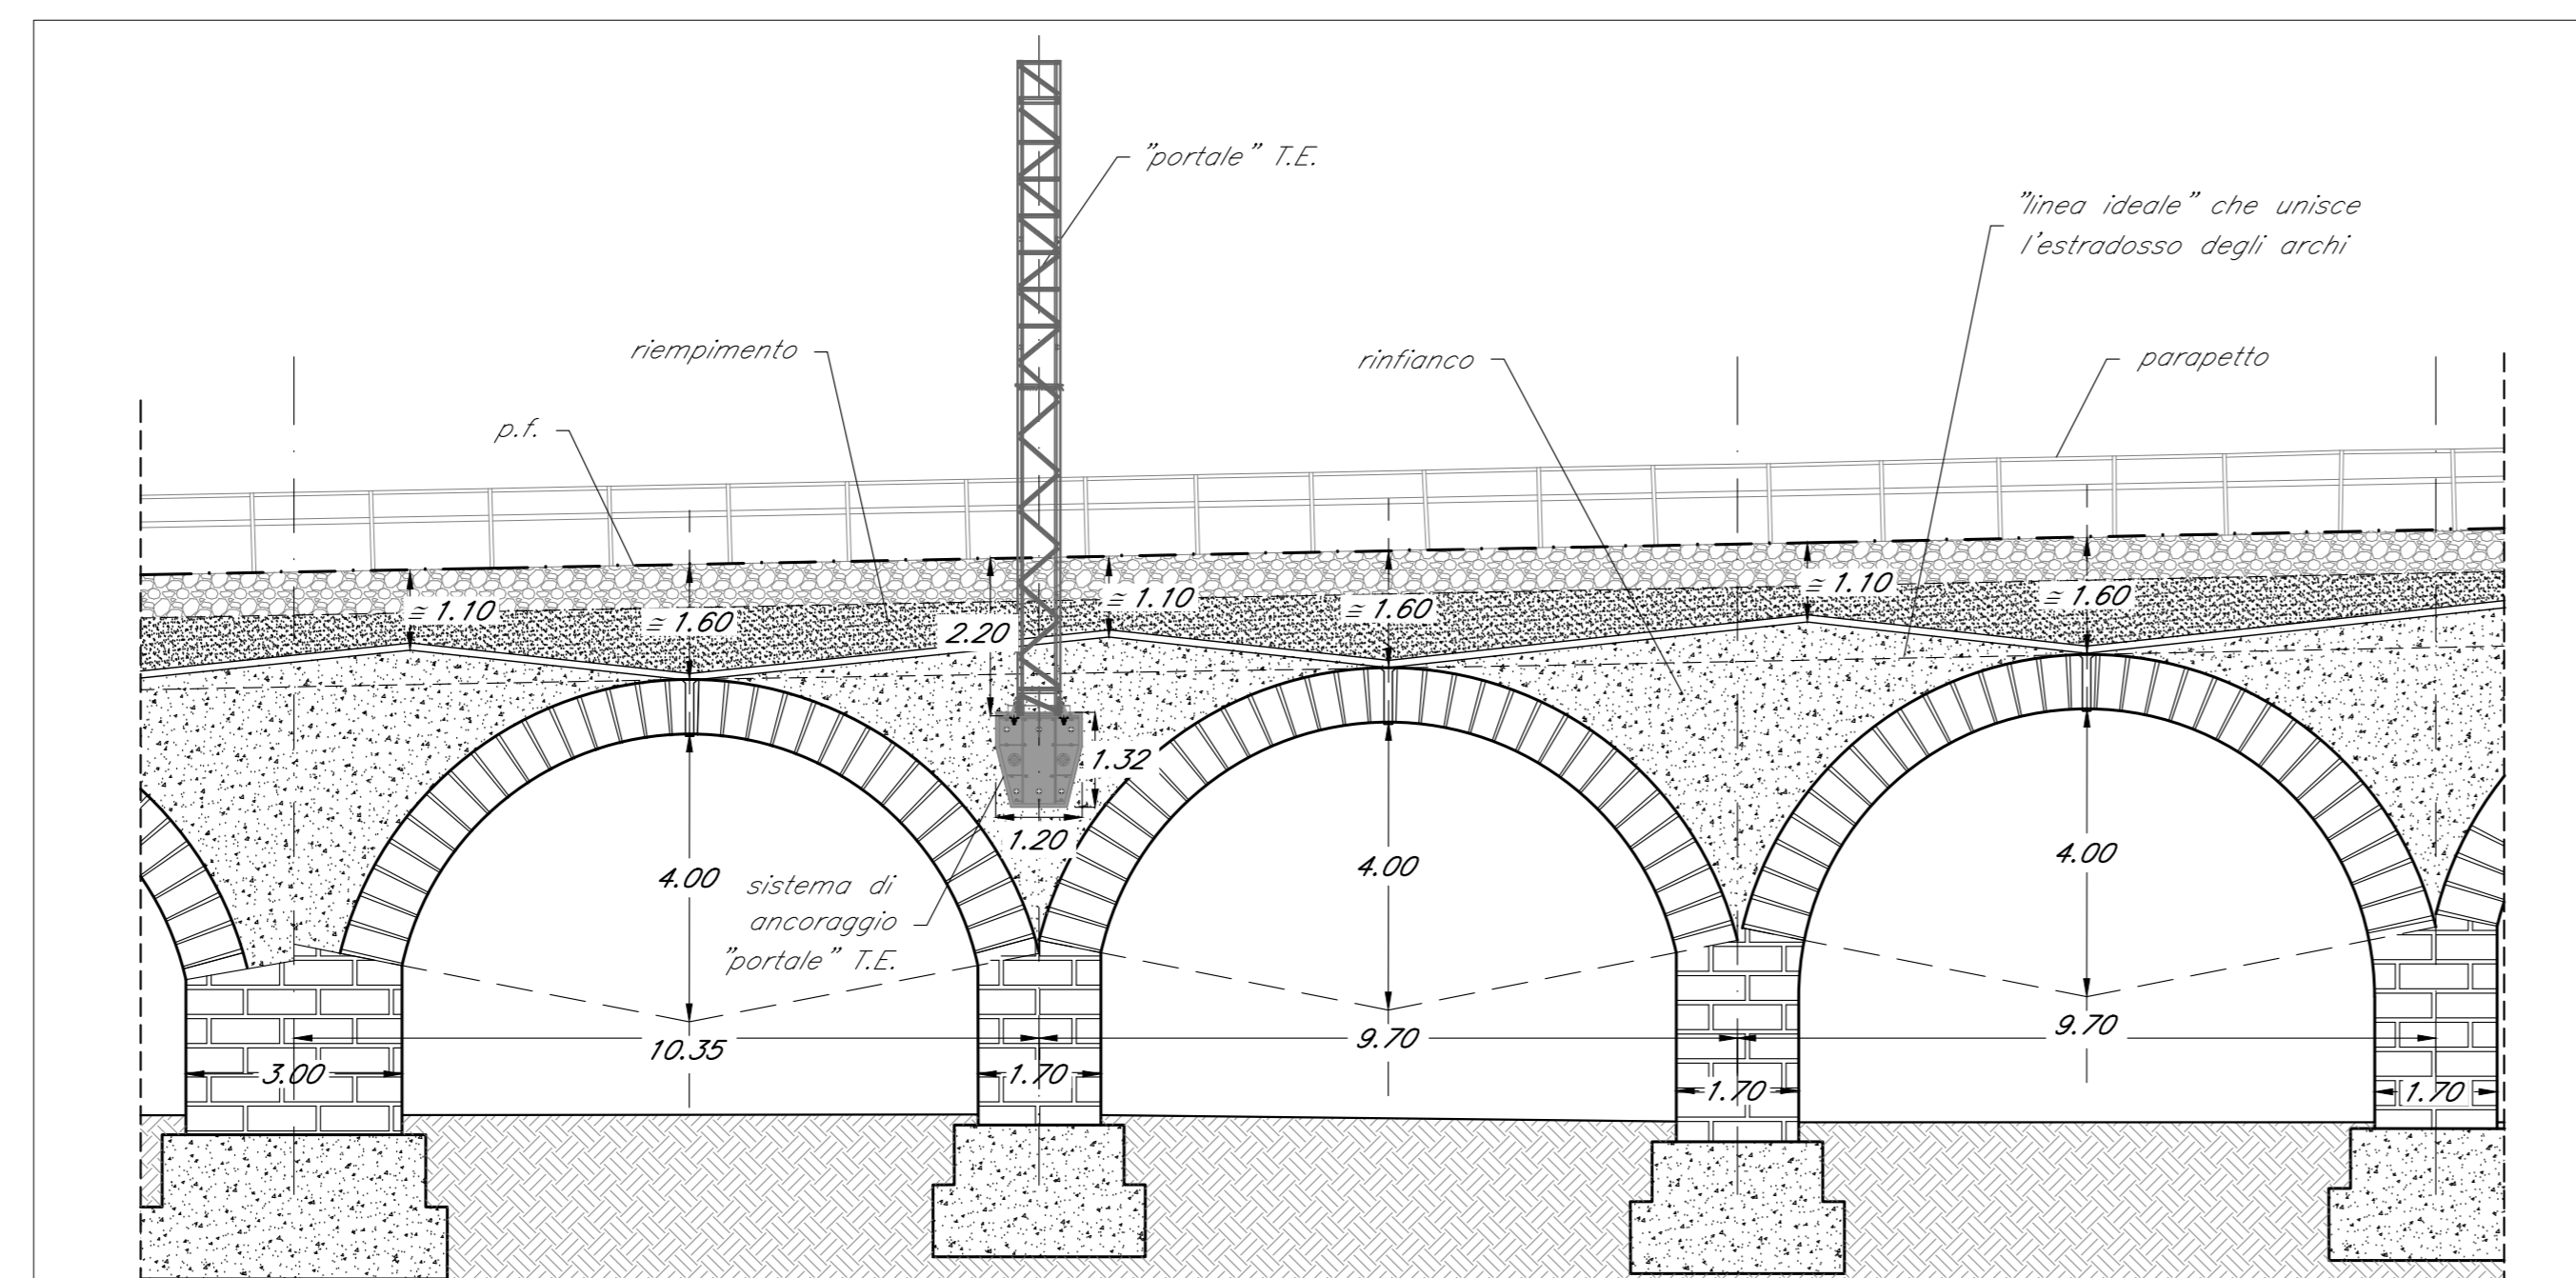 "portale" T.E.
"linea ideale" che unisce
l'estradosso degli archi
riempimento
rinfianco
parapetto
p.f.
≅ 1.10
≅ 1.60
2.20
≅ 1.10
≅ 1.60
≅ 1.10
≅ 1.60
1.32
1.20
4.00
sistema di
ancoraggio
"portale" T.E.
4.00
4.00
10.35
9.70
9.70
3.00
1.70
1.70
1.70